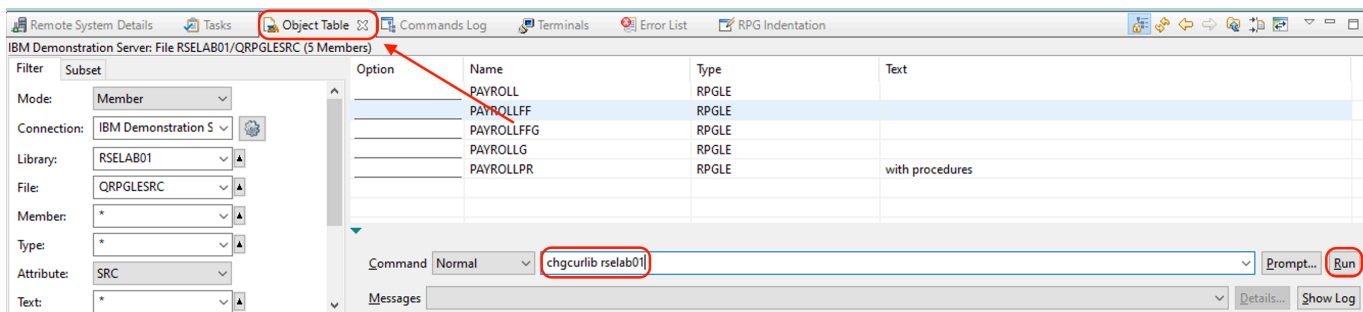 Remote System Details Tasks Object Table Commands Log Terminals Error List RPG Indentation
IBM Demonstration Server: File RSELAB01/QRPGLESRC (5 Members)
Filter Subset
Mode: Member
Connection: IBM Demonstration S
Library: RSELAB01
File: QRPGLESRC
Member: *
Type: *
Attribute: SRC
Text: *
Option Name Type Text
PAYROLL RPGLE
PAYROLLFF RPGLE
PAYROLLFFG RPGLE
PAYROLLG RPGLE
PAYROLLPR RPGLE with procedures
Command Normal chgcurlib rselab01 Prompt... Run
Messages Details... Show Log